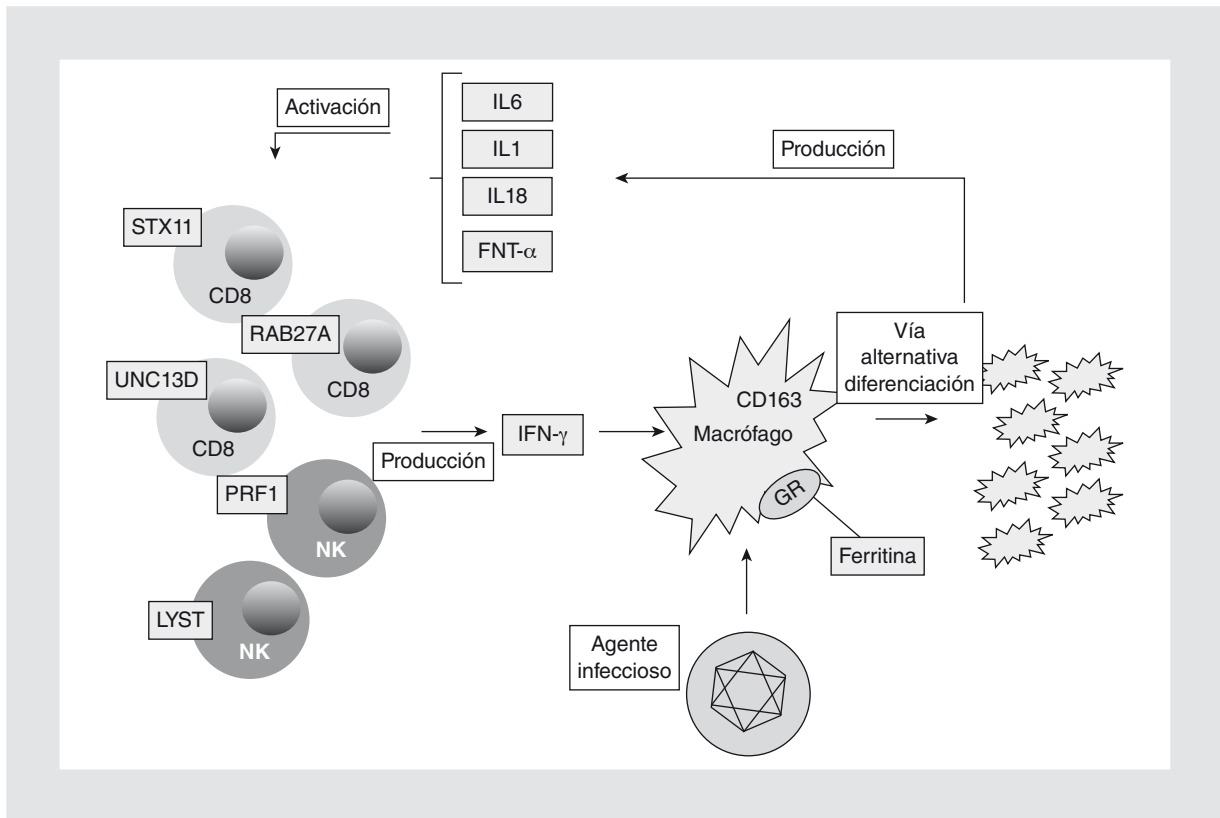 Activación
IL6
IL1
IL18
FNT-α
Producción
STX11
CD8
RAB27A
CD8
UNC13D
CD8
PRF1
NK
LYST
NK
Producción
IFN-γ
CD163
Macrófago
GR
Ferritina
Vía
alternativa
diferenciación
Agente
infeccioso